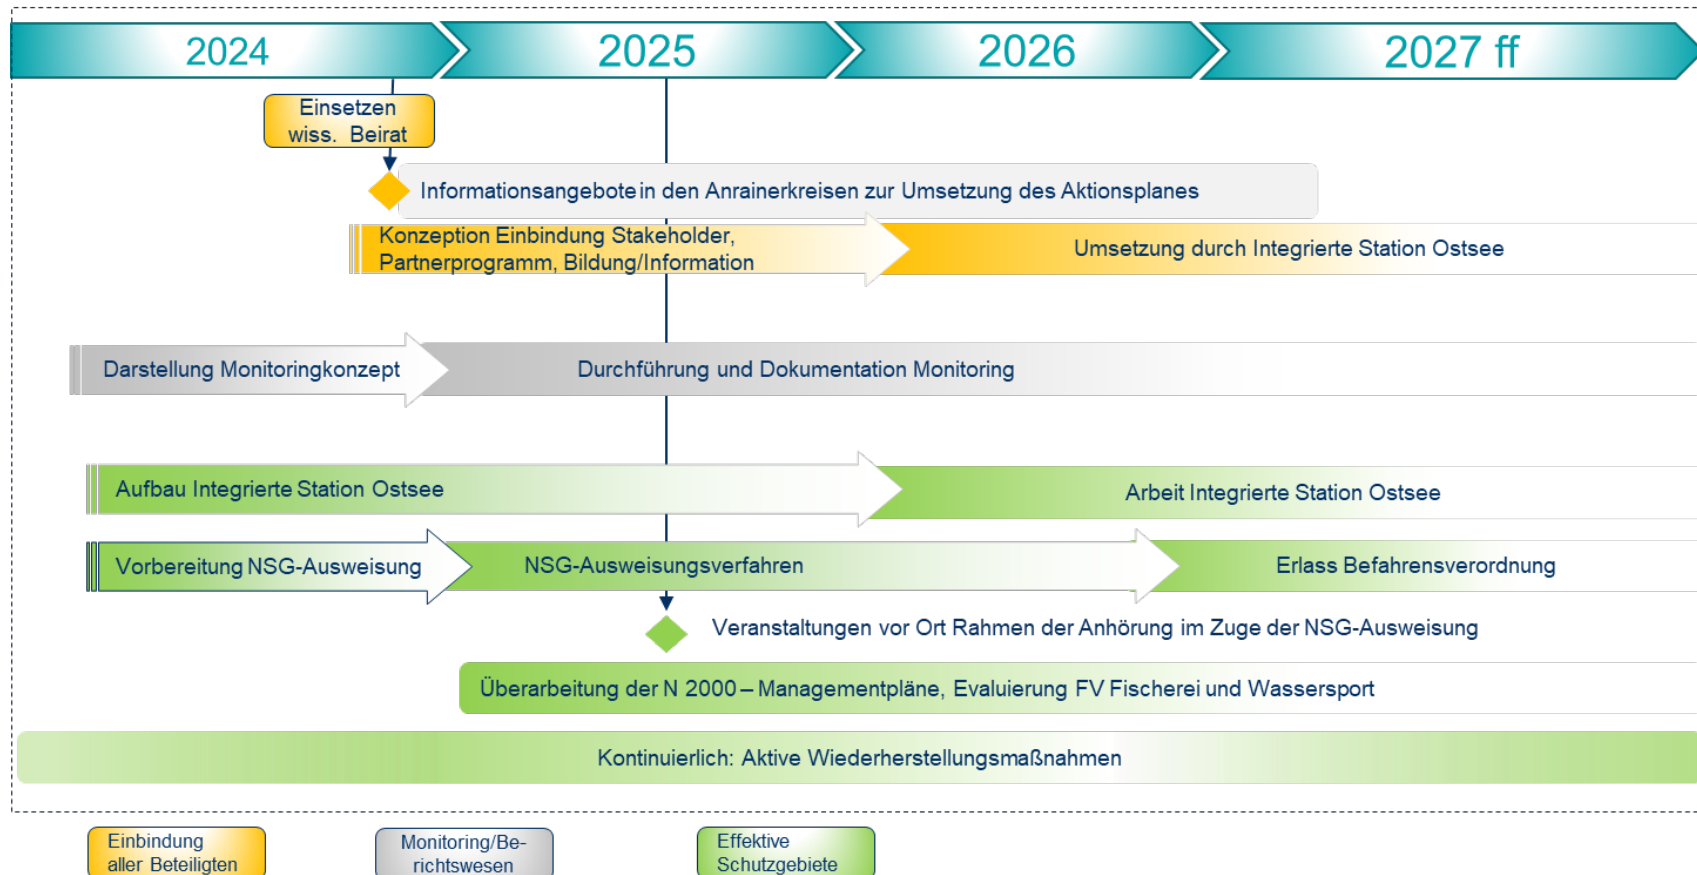 2024
2025
2026
2027 ff
Einsetzen
wiss. Beirat
Informationsangebote in den Anrainerkreisen zur Umsetzung des Aktionsplanes
Konzeption Einbindung Stakeholder,
Partnerprogramm, Bildung/Information
Umsetzung durch Integrierte Station Ostsee
Darstellung Monitoringkonzept
Durchführung und Dokumentation Monitoring
Aufbau Integrierte Station Ostsee
Arbeit Integrierte Station Ostsee
Vorbereitung NSG-Ausweisung
NSG-Ausweisungsverfahren
Erlass Befahrensverordnung
Veranstaltungen vor Ort Rahmen der Anhörung im Zuge der NSG-Ausweisung
Überarbeitung der N 2000 – Managementpläne, Evaluierung FV Fischerei und Wassersport
Kontinuierlich: Aktive Wiederherstellungsmaßnahmen
Einbindung
aller Beteiligten
Monitoring/Be-
richtswesen
Effektive
Schutzgebiete